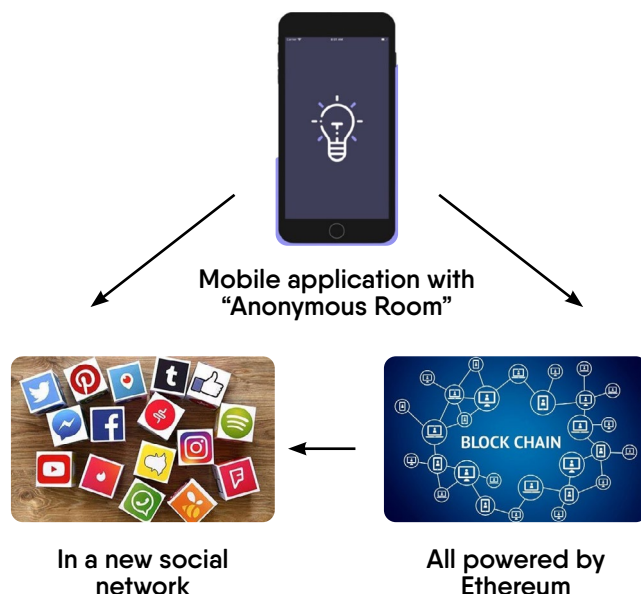 Mobile application with
“Anonymous Room”
BLOCK CHAIN
In a new social
network
All powered by
Ethereum